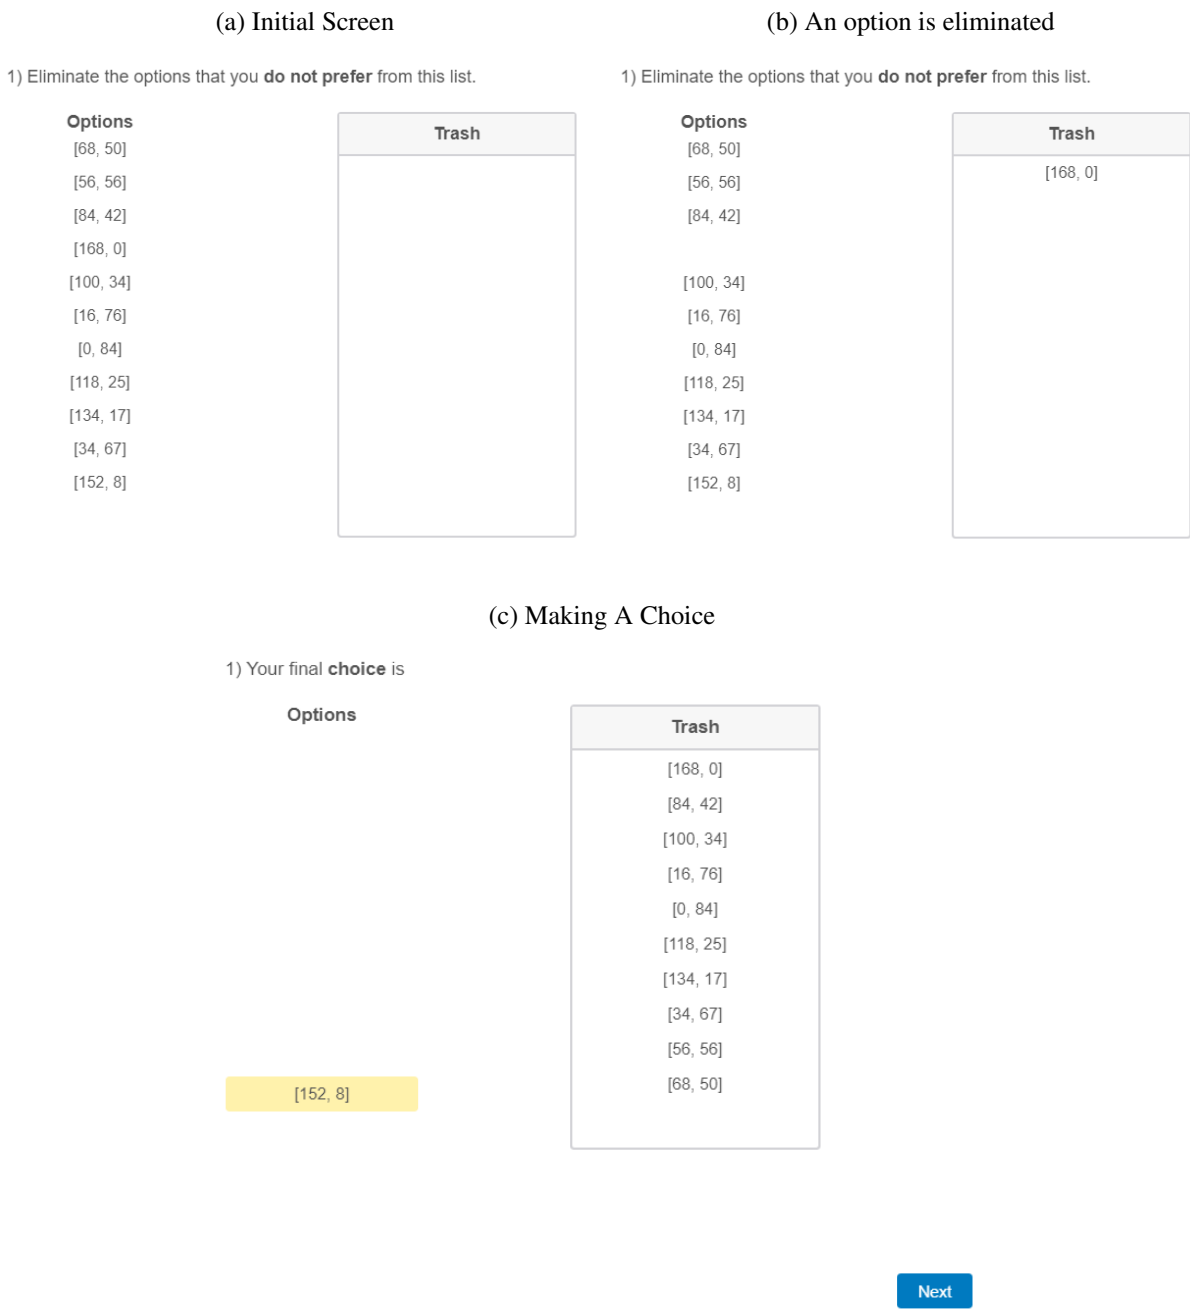 (a) Initial Screen
1) Eliminate the options that you do not prefer from this list.
Options
[68, 50]
[56, 56]
[84, 42]
[168, 0]
[100, 34]
[16, 76]
[0, 84]
[118, 25]
[134, 17]
[34, 67]
[152, 8]
Trash
(b) An option is eliminated
1) Eliminate the options that you do not prefer from this list.
Options
[68, 50]
[56, 56]
[84, 42]
[100, 34]
[16, 76]
[0, 84]
[118, 25]
[134, 17]
[34, 67]
[152, 8]
Trash
[168, 0]
(c) Making A Choice
1) Your final choice is
Options
[152, 8]
Trash
[168, 0]
[84, 42]
[100, 34]
[16, 76]
[0, 84]
[118, 25]
[134, 17]
[34, 67]
[56, 56]
[68, 50]
Next